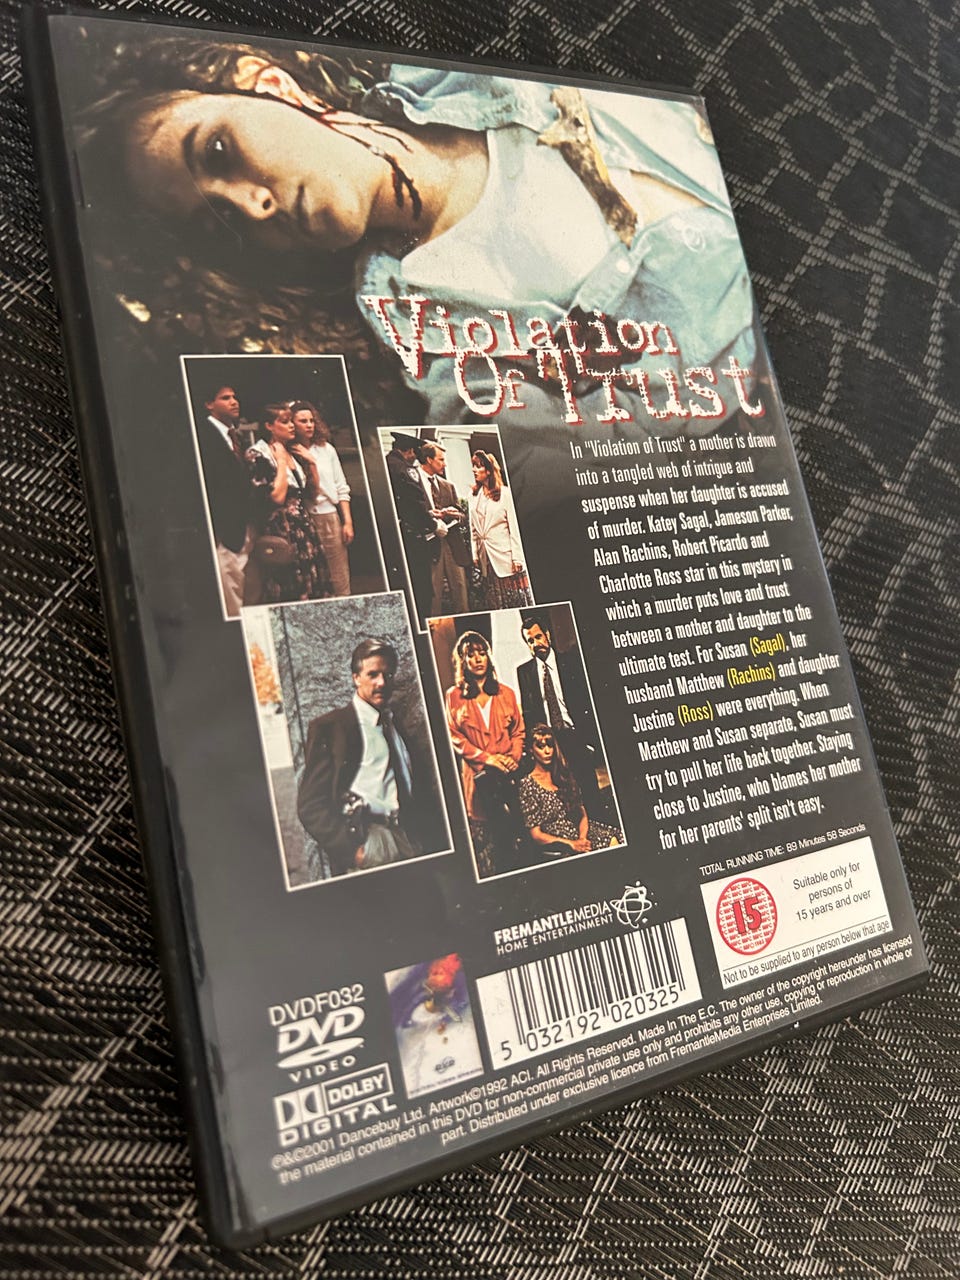 Violation
Of Trust
In "Violation of Trust" a mother is drawn
into a tangled web of intrigue and
suspense when her daughter is accused
of murder. Katey Sagal, Jameson Parker,
Alan Rachins, Robert Picardo and
Charlotte Ross star in this mystery in
which a murder puts love and trust
between a mother and daughter to the
ultimate test. For Susan (Sagal), her
husband Matthew (Rachins) and daughter
Justine (Ross) were everything. When
Matthew and Susan separate, Susan must
try to pull her life back together. Staying
close to Justine, who blames her mother
for her parents' split isn't easy.
TOTAL RUNNING TIME: 89 Minutes 58 Seconds
15
Suitable only for
persons of
15 years and over
Not to be supplied to any person below that age
FREMANTLEMEDIA
HOME ENTERTAINMENT
5 032192 020325
DVDF032
DVD
VIDEO
DOLBY
DIGITAL
℗&©2001 Dancebuy Ltd. Artwork©1992 ACI. All Rights Reserved. Made In The E.C. The owner of the copyright hereunder has licensed
the material contained in this DVD for non-commercial private use only and prohibits any other use, copying or reproduction in whole or
part. Distributed under exclusive licence from FremantleMedia Enterprises Limited.